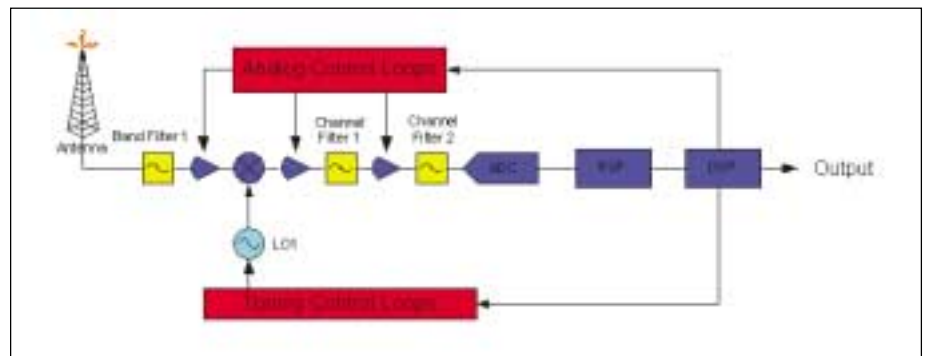 Analog Control Loops
Antenna
Band Filter 1
Channel
Filter 1
Channel
Filter 2
ADC
RSP
DSP
Output
LO1
Tuning Control Loops